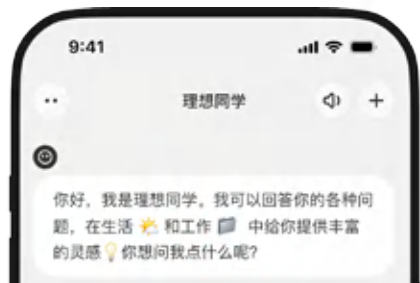 9:41
理想同学
你好，我是理想同学，我可以回答你的各种问
题，在生活 🌤️ 和工作 📁 中给你提供丰富
的灵感💡你想问我点什么呢?